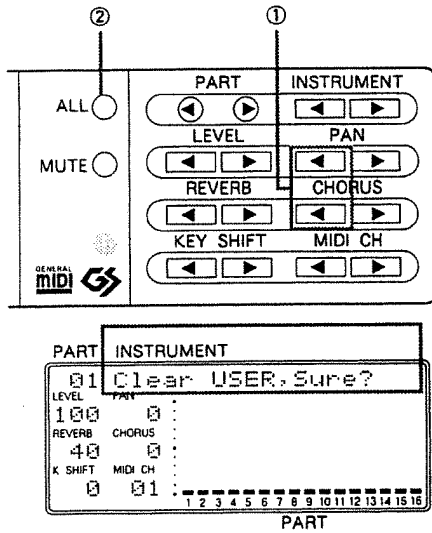 ② ①
PART INSTRUMENT
ALL ◀ ▶ ◀ ▶
LEVEL PAN
MUTE ◀ ▶ ◀ ▶
REVERB CHORUS
◀ ▶ ◀ ▶
KEY SHIFT MIDI CH
◀ ▶ ◀ ▶
GENERAL
MIDI GS
PART INSTRUMENT
01 Clear USER,Sure?
LEVEL PAN
100 0
REVERB CHORUS
40 0
K SHIFT MIDI CH
0 01
1 2 3 4 5 6 7 8 9 10 11 12 13 14 15 16
PART